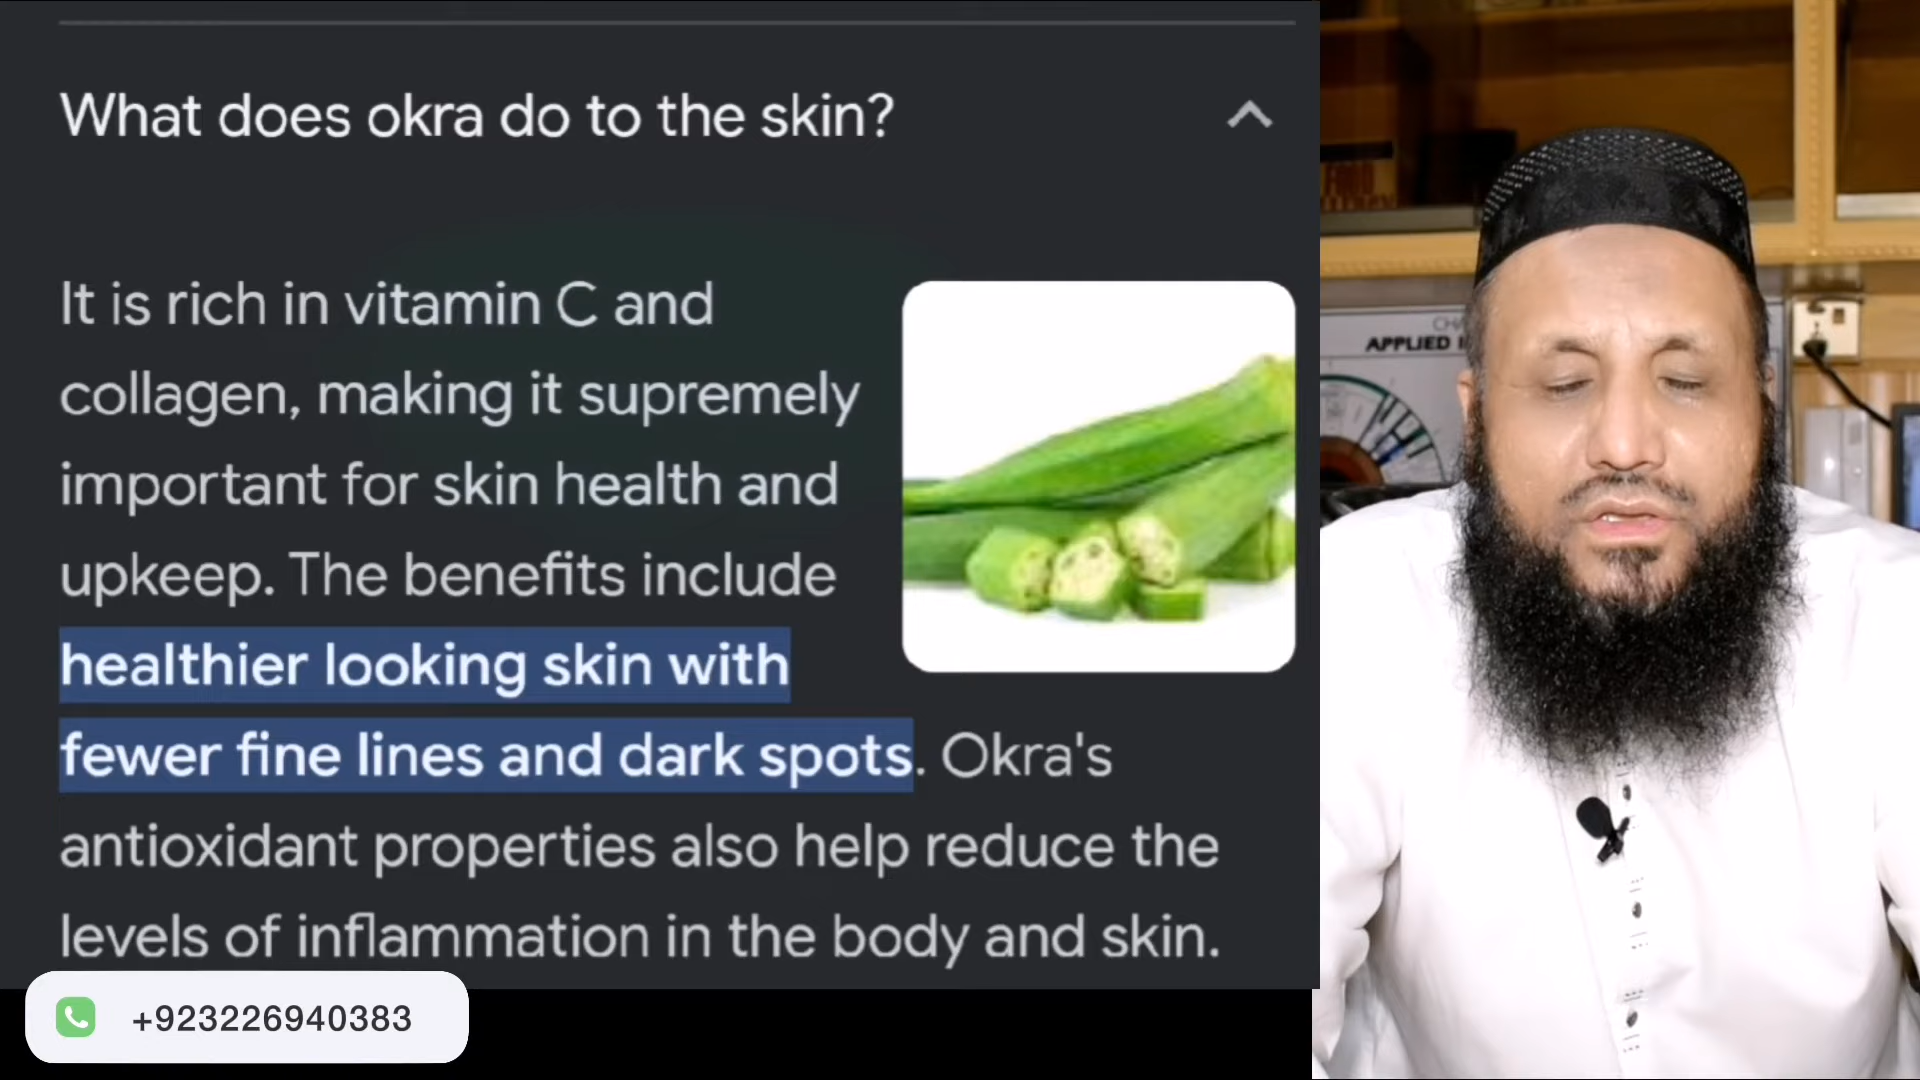 What does okra do to the skin?
It is rich in vitamin C and
collagen, making it supremely
important for skin health and
upkeep. The benefits include
healthier looking skin with
fewer fine lines and dark spots. Okra's
antioxidant properties also help reduce the
levels of inflammation in the body and skin.
+923226940383
APPLIED